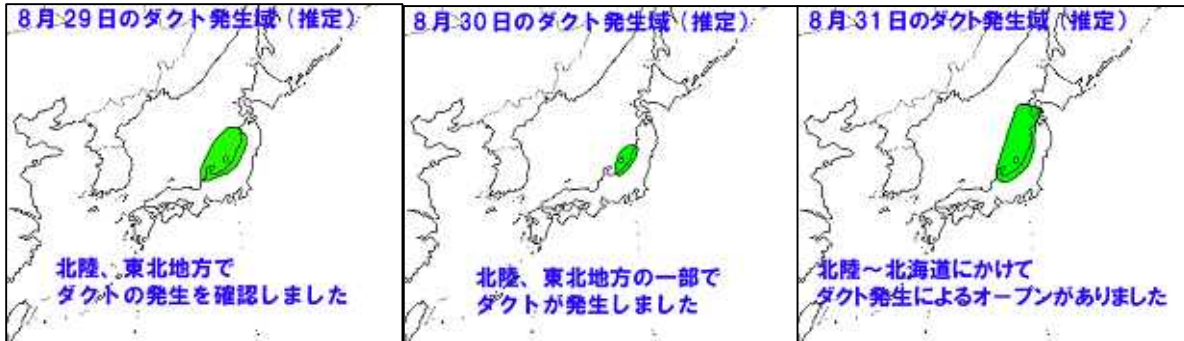 8月29日のダクト発生域(推定)
北陸、東北地方で
ダクトの発生を確認しました
8月30日のダクト発生域(推定)
北陸、東北地方の一部で
ダクトが発生しました
8月31日のダクト発生域(推定)
北陸～北海道にかけて
ダクト発生によるオープンがありました